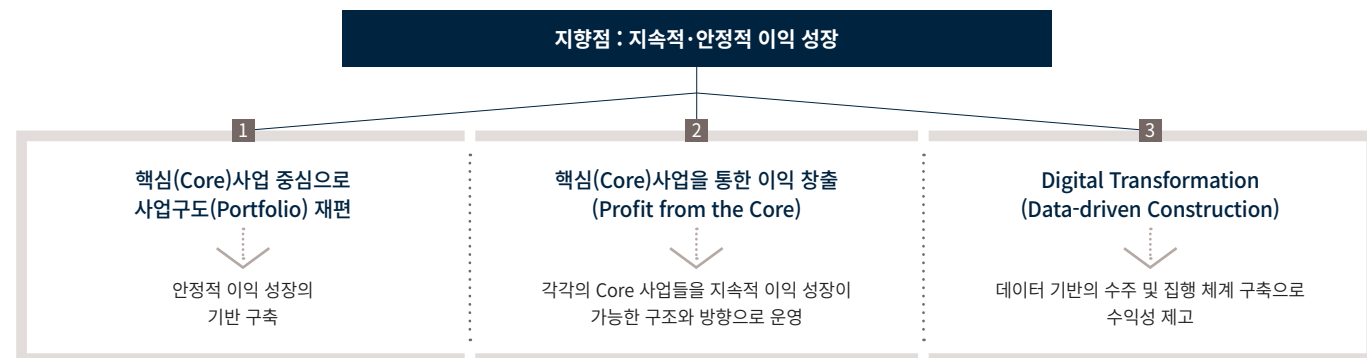 지향점 : 지속적·안정적 이익 성장
1
핵심(Core)사업 중심으로
사업구도(Portfolio) 재편
안정적 이익 성장의
기반 구축
2
핵심(Core)사업을 통한 이익 창출
(Profit from the Core)
각각의 Core 사업들을 지속적 이익 성장이
가능한 구조와 방향으로 운영
3
Digital Transformation
(Data-driven Construction)
데이터 기반의 수주 및 집행 체계 구축으로
수익성 제고